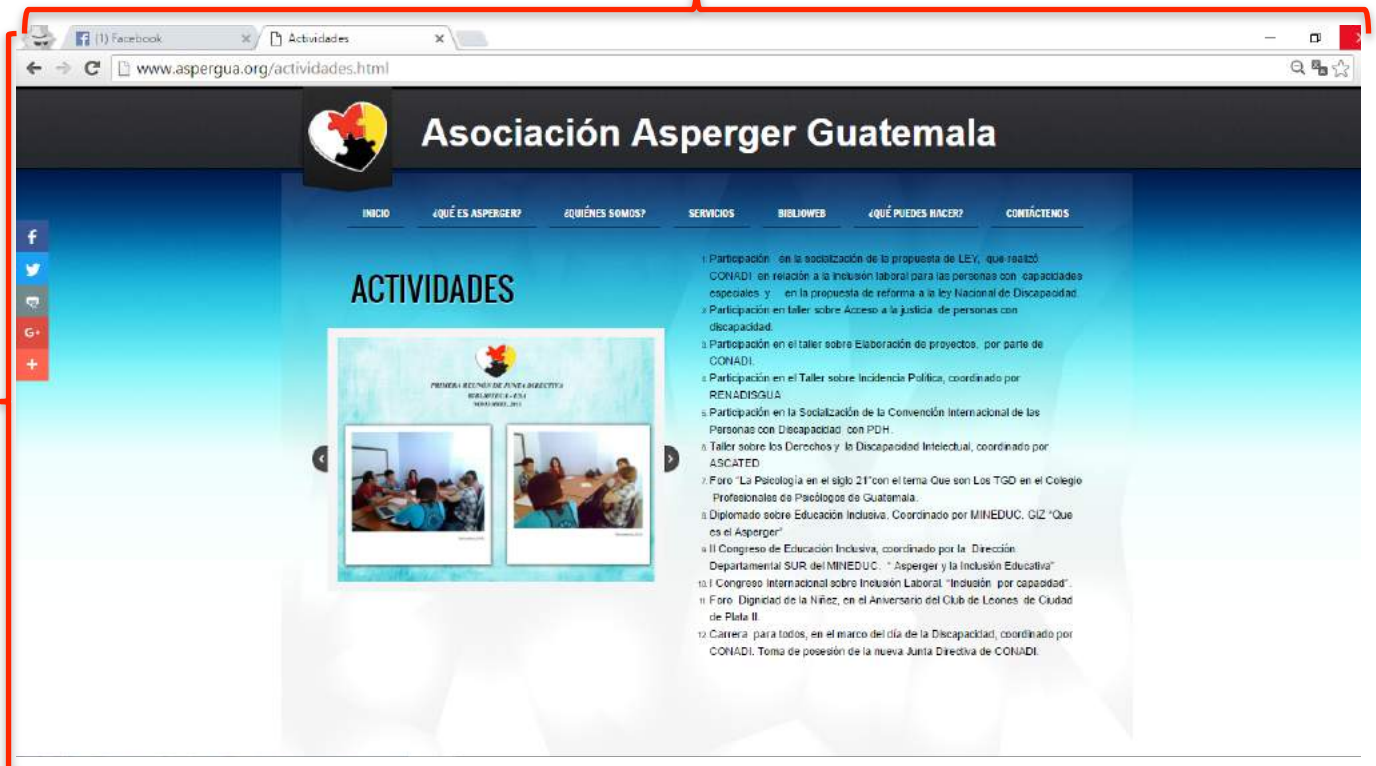 (1) Facebook
Actividades
www.aspergua.org/actividades.html
Asociación Asperger Guatemala
INICIO ¿QUÉ ES ASPERGER? ¿QUIÉNES SOMOS? SERVICIOS BIBLIOWEB ¿QUÉ PUEDES HACER? CONTÁCTENOS
G+
ACTIVIDADES
PRIMERA REUNIÓN DE JUNTA DIRECTIVA
1. Participación en la socialización de la propuesta de LEY, que realizó
CONADI en relación a la inclusión laboral para las personas con capacidades
especiales y en la propuesta de reforma a la ley Nacional de Discapacidad.
2. Participación en taller sobre Acceso a la justicia de personas con
discapacidad.
3. Participación en el taller sobre Elaboración de proyectos, por parte de
CONADI.
4. Participación en el Taller sobre Incidencia Política, coordinado por
RENADISGUA
5. Participación en la Socialización de la Convención Internacional de las
Personas con Discapacidad con PDH.
6. Taller sobre los Derechos y la Discapacidad Intelectual, coordinado por
ASCATED
7. Foro "La Psicología en el siglo 21"con el tema Que son Los TGD en el Colegio
Profesionales de Psicólogos de Guatemala.
8. Diplomado sobre Educación Inclusiva. Coordinado por MINEDUC. GIZ "Que
es el Asperger"
9. II Congreso de Educación Inclusiva, coordinado por la Dirección
Departamental SUR del MINEDUC. " Asperger y la Inclusión Educativa"
10. I Congreso Internacional sobre Inclusión Laboral. "Inclusión por capacidad".
11. Foro Dignidad de la Niñez, en el Aniversario del Club de Leones de Ciudad
de Plata II.
12. Carrera para todos, en el marco del día de la Discapacidad, coordinado por
CONADI. Toma de posesión de la nueva Junta Directiva de CONADI.